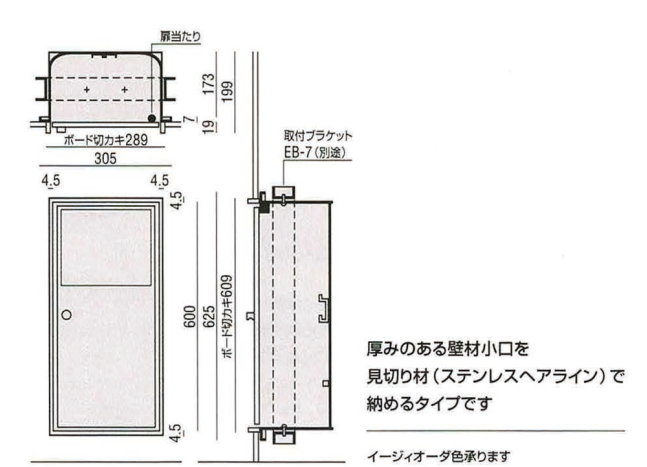 扉当たり
173
199
7
19
ボード切カキ289
305
4.5
4.5
4.5
取付ブラケット
EB-7(別途)
600
625
ボード切カキ609
4.5
厚みのある壁材小口を
見切り材(ステンレスヘアライン)で
納めるタイプです
イージィオーダ色承ります